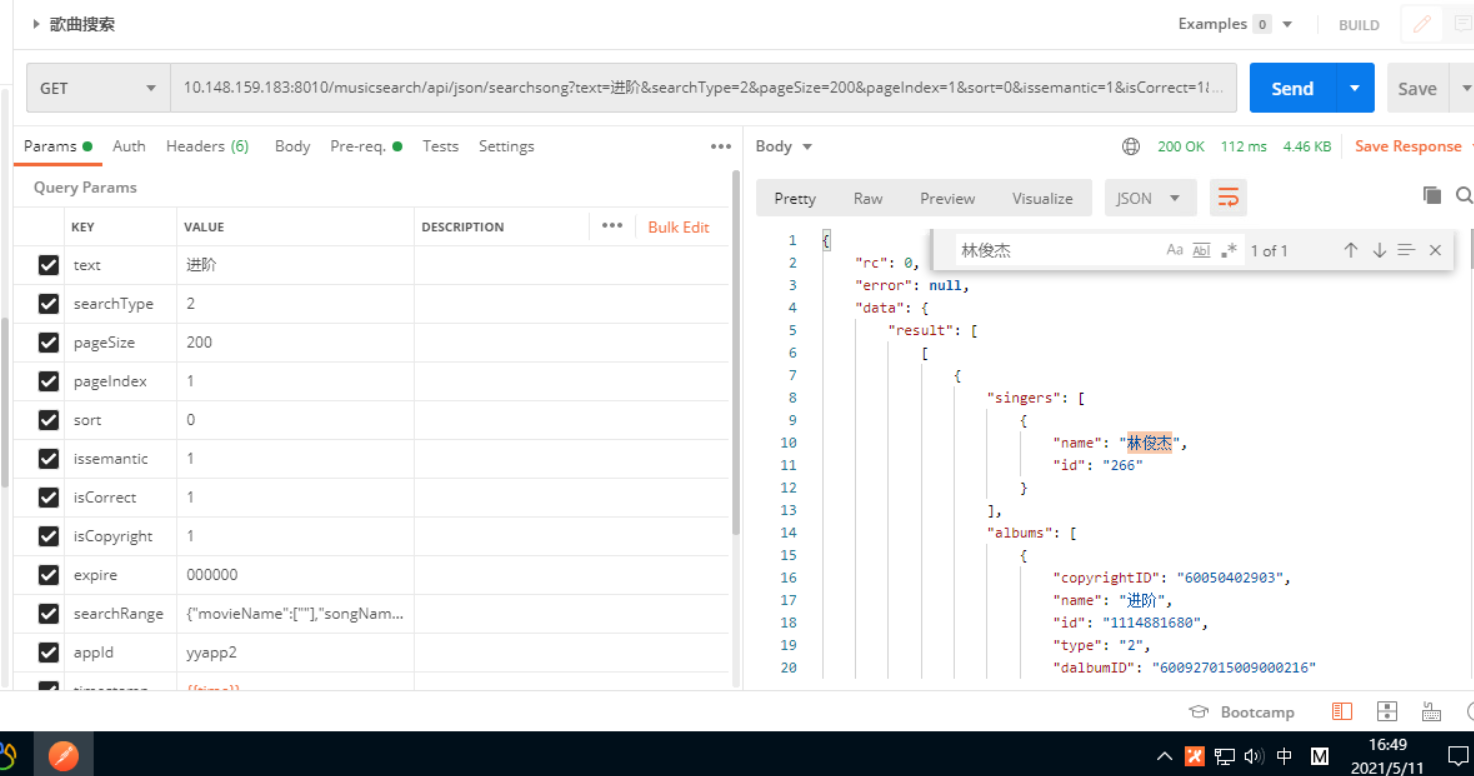 歌曲搜索
Examples 0
BUILD
GET
10.148.159.183:8010/musicsearch/api/json/searchsong?text=进阶&searchType=2&pageSize=200&pageIndex=1&sort=0&issemantic=1&isCorrect=1&...
Send
Save
Params
Auth
Headers (6)
Body
Pre-req.
Tests
Settings
Query Params
KEY VALUE DESCRIPTION ••• Bulk Edit
text 进阶
searchType 2
pageSize 200
pageIndex 1
sort 0
issemantic 1
isCorrect 1
isCopyright 1
expire 000000
searchRange {"movieName":[""],"songNam...
appId yyapp2
timestamp {{time}}
Body
200 OK 112 ms 4.46 KB Save Response
Pretty Raw Preview Visualize JSON
林俊杰 Aa Abl .* 1 of 1
1 {
2 "rc": 0,
3 "error": null,
4 "data": {
5 "result": [
6 [
7 {
8 "singers": [
9 {
10 "name": "林俊杰",
11 "id": "266"
12 }
13 ],
14 "albums": [
15 {
16 "copyrightID": "60050402903",
17 "name": "进阶",
18 "id": "1114881680",
19 "type": "2",
20 "dalbumID": "600927015009000216"
Bootcamp
中 M
16:49
2021/5/11